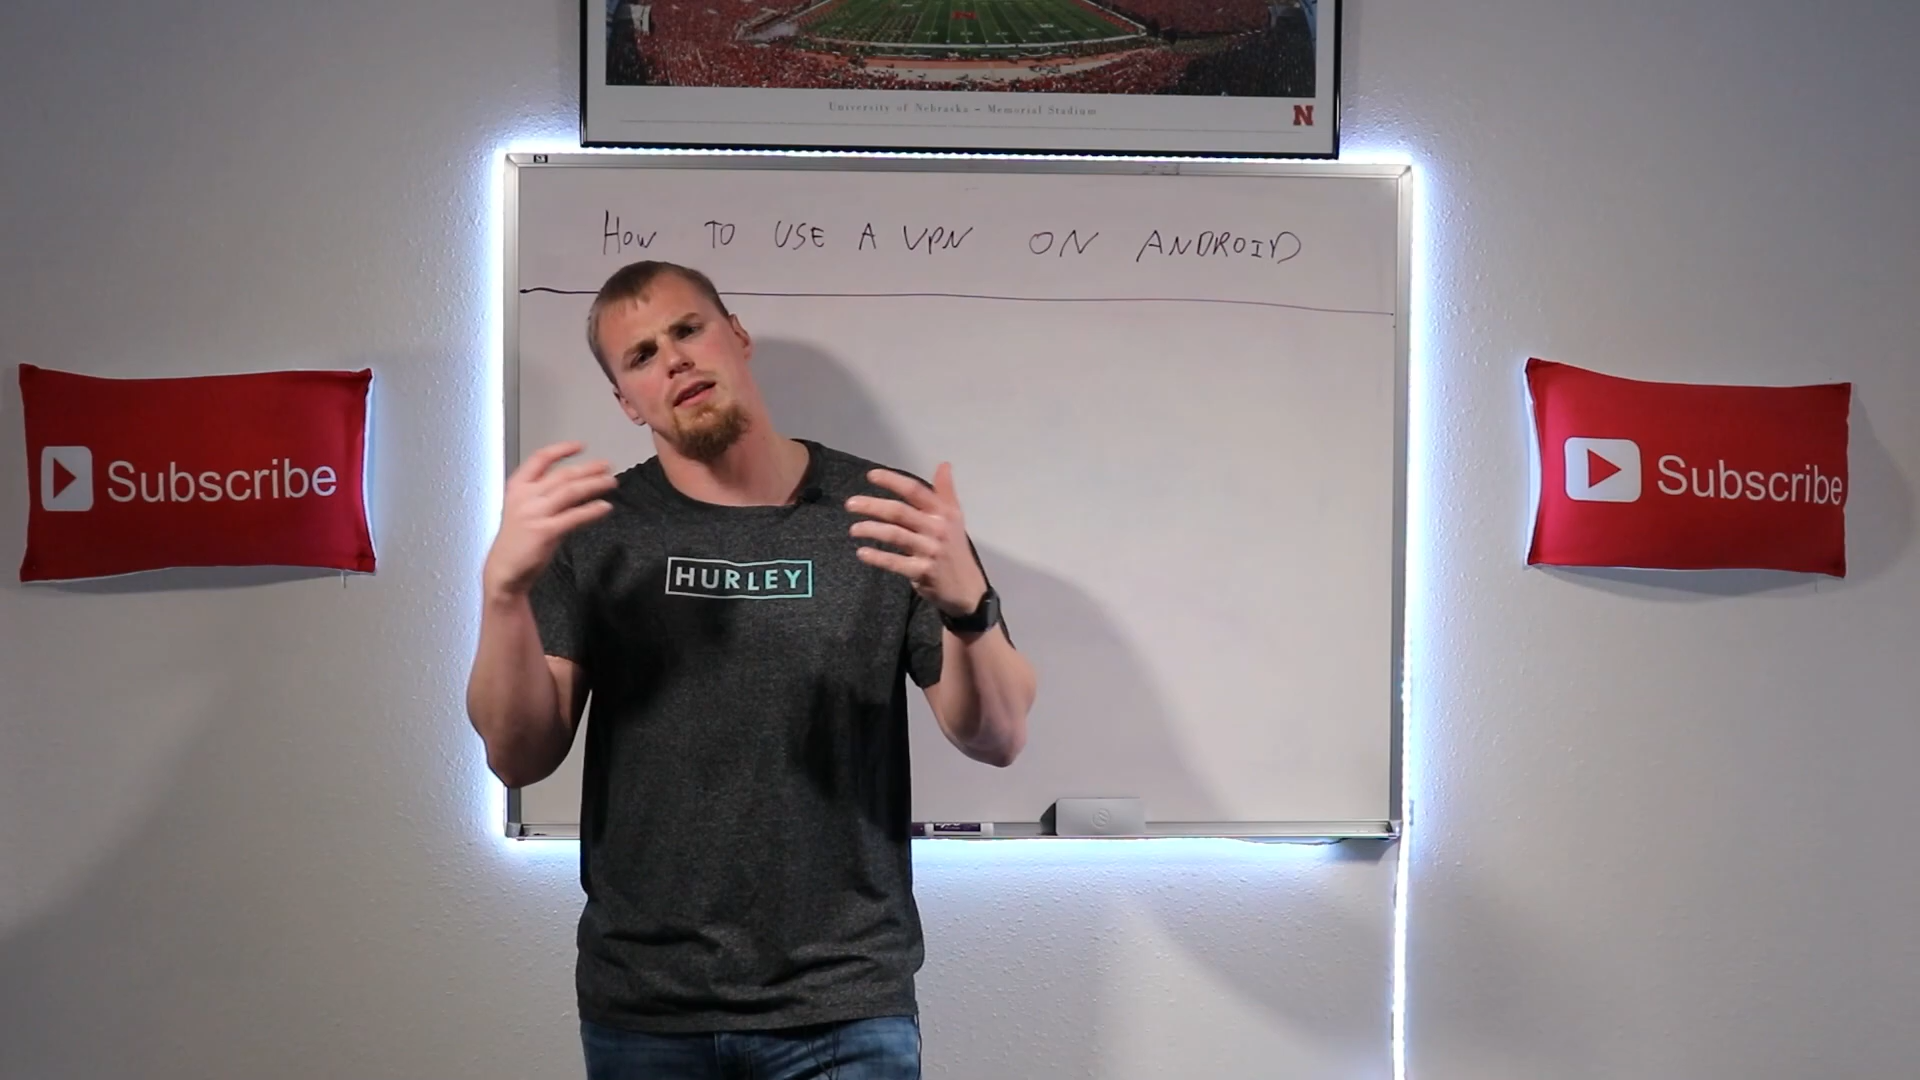 University of Nebraska - Memorial Stadium
N
How TO USE A VPN ON ANDROID
Subscribe
Subscribe
HURLEY